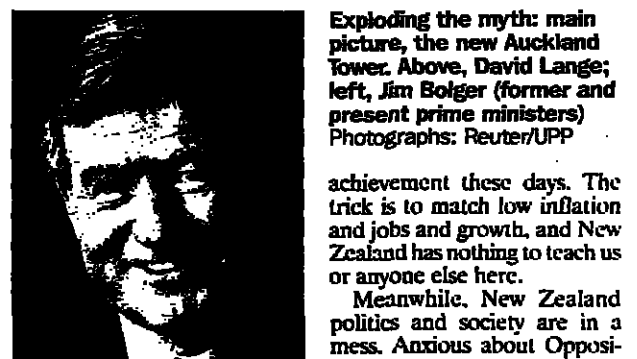 Exploding the myth: main
picture, the new Auckland
Tower. Above, David Lange;
left, Jim Bolger (former and
present prime ministers)
Photographs: Reuter/UPP
achievement these days. The
trick is to match low inflation
and jobs and growth, and New
Zealand has nothing to teach us
or anyone else here.
Meanwhile, New Zealand
politics and society are in a
mess. Anxious about Opposi-